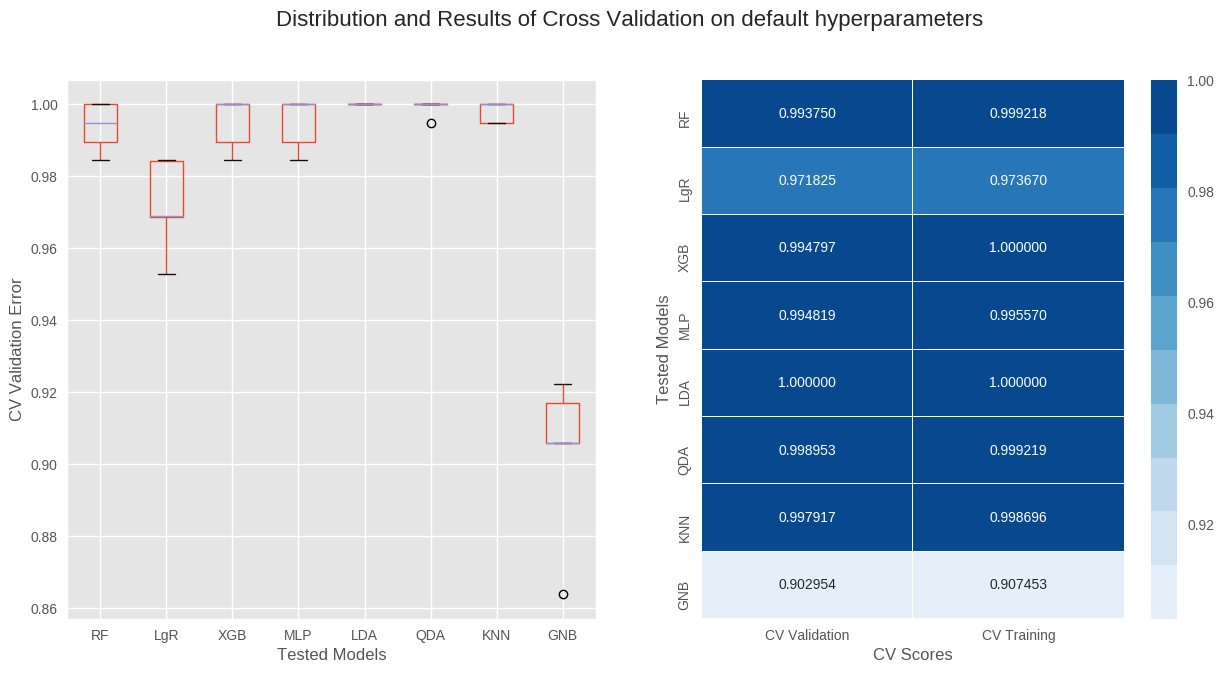 Distribution and Results of Cross Validation on default hyperparameters
CV Validation Error
1.00
0.98
0.96
0.94
0.92
0.90
0.88
0.86
RF LgR XGB MLP LDA QDA KNN GNB
Tested Models
Tested Models
RF 0.993750 0.999218
LgR 0.971825 0.973670
XGB 0.994797 1.000000
MLP 0.994819 0.995570
LDA 1.000000 1.000000
QDA 0.998953 0.999219
KNN 0.997917 0.998696
GNB 0.902954 0.907453
CV Validation CV Training
CV Scores
1.00
0.98
0.96
0.94
0.92